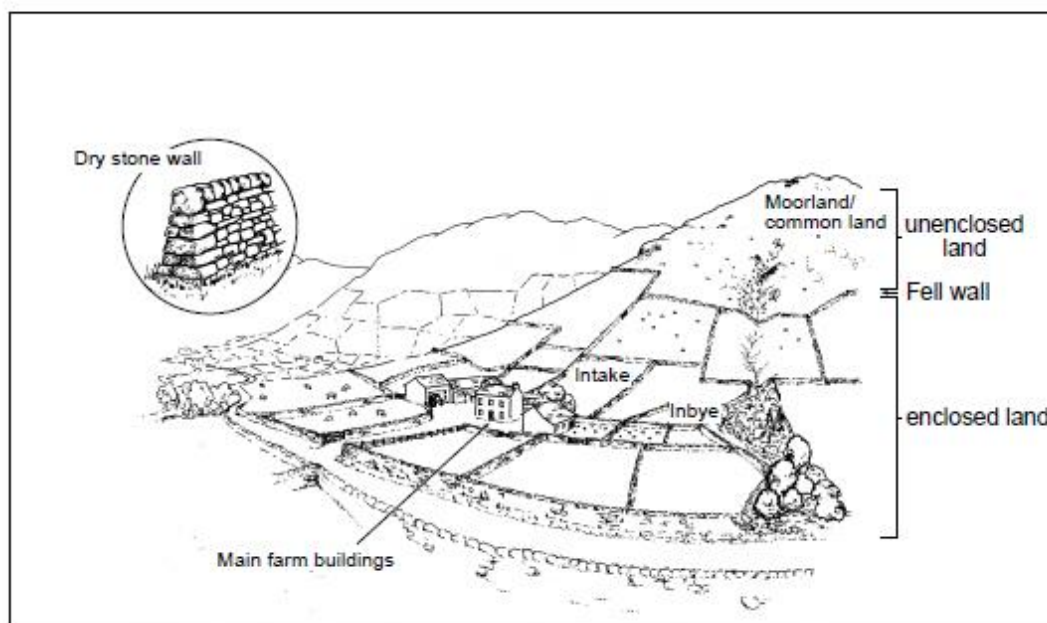 Dry stone wall
Moorland/
common land
unenclosed
land
Fell wall
Intake
Inbye
enclosed land
Main farm buildings